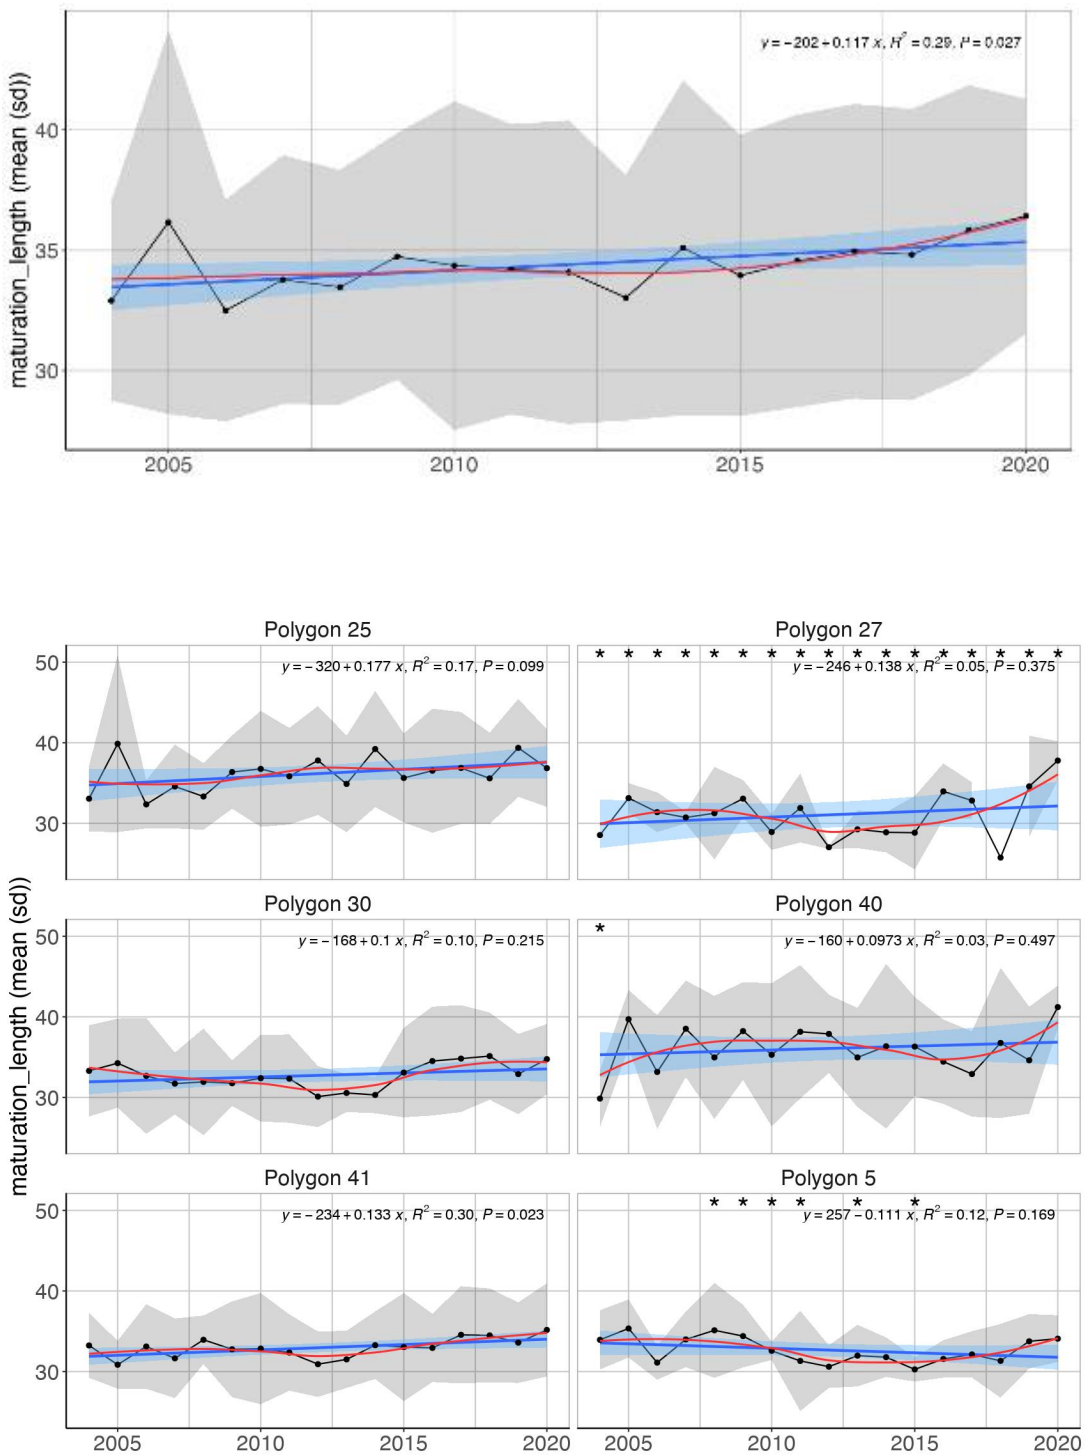 y = −202 + 0.117 x, R² = 0.29, P = 0.027
maturation_length (mean (sd))
40
35
30
2005 2010 2015 2020
maturation_length (mean (sd))
Polygon 25 Polygon 27
* * * * * * * * * * * * * * * * *
50 y = −320 + 0.177 x, R² = 0.17, P = 0.099 y = −246 + 0.138 x, R² = 0.05, P = 0.375
40
30
Polygon 30 Polygon 40
*
50 y = −168 + 0.1 x, R² = 0.10, P = 0.215 y = −160 + 0.0973 x, R² = 0.03, P = 0.497
40
30
Polygon 41 Polygon 5
* * * * * *
50 y = −234 + 0.133 x, R² = 0.30, P = 0.023 y = 257 − 0.111 x, R² = 0.12, P = 0.169
40
30
2005 2010 2015 2020 2005 2010 2015 2020